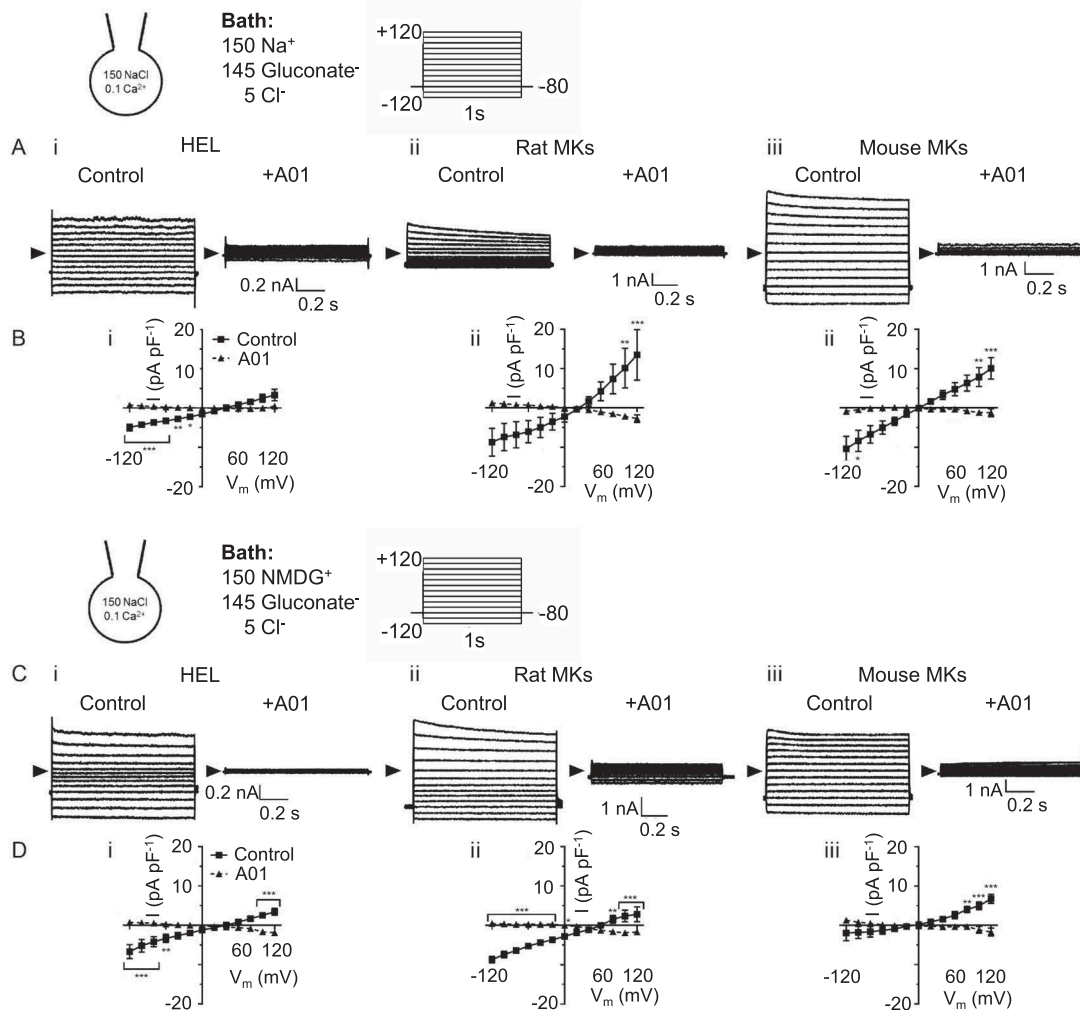 150 NaCl
0.1 Ca²⁺
Bath:
150 Na⁺
145 Gluconate⁻
5 Cl⁻
+120
-120
-80
1s
A
i
HEL
Control
+A01
0.2 nA
0.2 s
ii
Rat MKs
Control
+A01
1 nA
0.2 s
iii
Mouse MKs
Control
+A01
1 nA
0.2 s
B
i
20
10
-20
I (pA pF⁻¹)
Control
A01
***
**
*
-120
60 120
Vₘ (mV)
ii
20
10
-20
I (pA pF⁻¹)
**
***
-120
60
120
Vₘ (mV)
ii
20
10
-20
I (pA pF⁻¹)
**
***
*
-120
60 120
Vₘ (mV)
150 NaCl
0.1 Ca²⁺
Bath:
150 NMDG⁺
145 Gluconate⁻
5 Cl⁻
+120
-120
-80
1s
C
i
HEL
Control
+A01
0.2 nA
0.2 s
ii
Rat MKs
Control
+A01
1 nA
0.2 s
iii
Mouse MKs
Control
+A01
1 nA
0.2 s
D
i
20
10
-20
I (pA pF⁻¹)
Control
A01
***
**
***
60 120
Vₘ (mV)
ii
20
10
-20
I (pA pF⁻¹)
***
*
**
***
-120
60 120
Vₘ (mV)
iii
20
10
-20
I (pA pF⁻¹)
**
***
***
-120
60 120
Vₘ (mV)